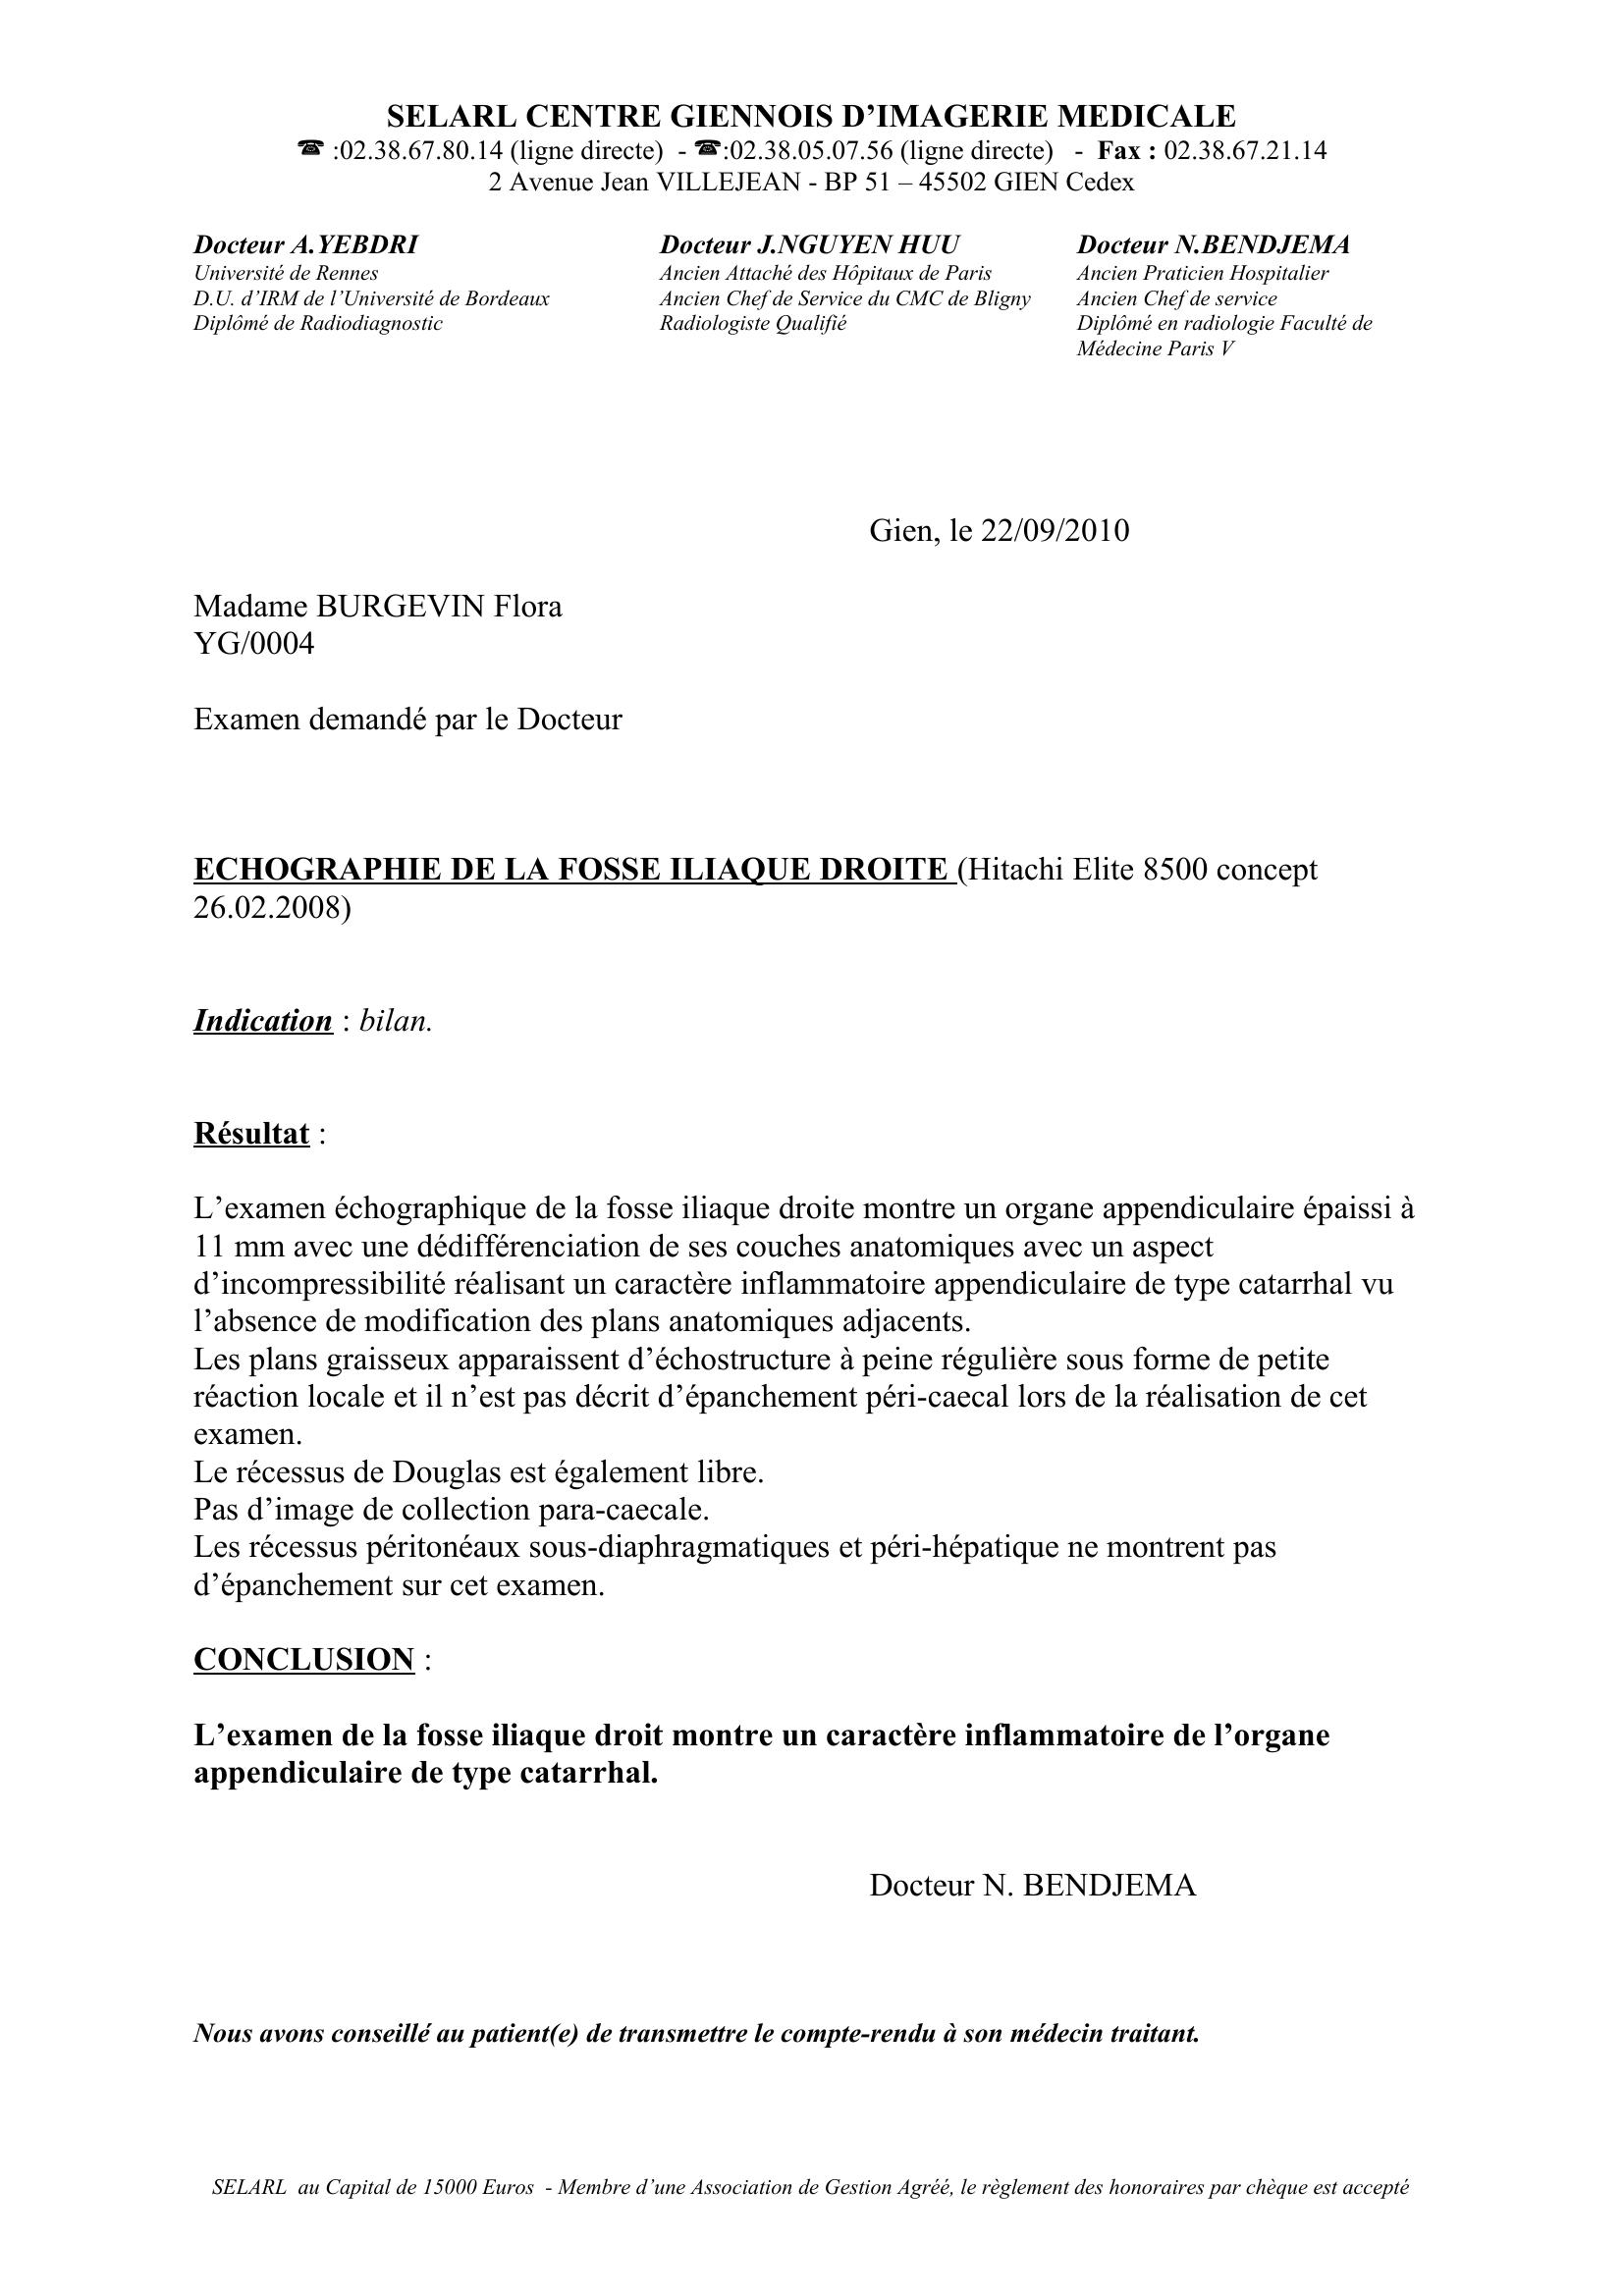 SELARL CENTRE GIENNOIS D’IMAGERIE MEDICALE
☎ :02.38.67.80.14 (ligne directe) - ☎:02.38.05.07.56 (ligne directe) - Fax : 02.38.67.21.14
2 Avenue Jean VILLEJEAN - BP 51 – 45502 GIEN Cedex
Docteur A.YEBDRI
Université de Rennes
D.U. d’IRM de l’Université de Bordeaux
Diplômé de Radiodiagnostic
Docteur J.NGUYEN HUU
Ancien Attaché des Hôpitaux de Paris
Ancien Chef de Service du CMC de Bligny
Radiologiste Qualifié
Docteur N.BENDJEMA
Ancien Praticien Hospitalier
Ancien Chef de service
Diplômé en radiologie Faculté de
Médecine Paris V
Gien, le 22/09/2010
Madame BURGEVIN Flora
YG/0004
Examen demandé par le Docteur
ECHOGRAPHIE DE LA FOSSE ILIAQUE DROITE (Hitachi Elite 8500 concept
26.02.2008)
Indication : bilan.
Résultat :
L’examen échographique de la fosse iliaque droite montre un organe appendiculaire épaissi à
11 mm avec une dédifférenciation de ses couches anatomiques avec un aspect
d’incompressibilité réalisant un caractère inflammatoire appendiculaire de type catarrhal vu
l’absence de modification des plans anatomiques adjacents.
Les plans graisseux apparaissent d’échostructure à peine régulière sous forme de petite
réaction locale et il n’est pas décrit d’épanchement péri-caecal lors de la réalisation de cet
examen.
Le récessus de Douglas est également libre.
Pas d’image de collection para-caecale.
Les récessus péritonéaux sous-diaphragmatiques et péri-hépatique ne montrent pas
d’épanchement sur cet examen.
CONCLUSION :
L’examen de la fosse iliaque droit montre un caractère inflammatoire de l’organe
appendiculaire de type catarrhal.
Docteur N. BENDJEMA
Nous avons conseillé au patient(e) de transmettre le compte-rendu à son médecin traitant.
SELARL au Capital de 15000 Euros - Membre d’une Association de Gestion Agréé, le règlement des honoraires par chèque est accepté